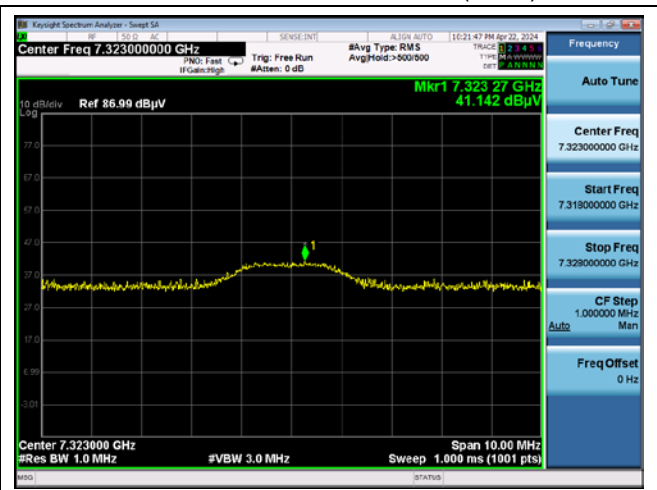 Keysight Spectrum Analyzer - Swept SA
RF 50 Ω AC SENSE:INT ALIGN AUTO 10:21:47 PM Apr 22, 2024
Center Freq 7.323000000 GHz #Avg Type: RMS TRACE 1 2 3 4 5 6
PNO: Fast Trig: Free Run Avg|Hold:>500/500 TYPE
IFGain:High #Atten: 0 dB DET P A N N N N
Frequency
Mkr1 7.323 27 GHz
41.142 dBµV
10 dB/div Ref 86.99 dBµV
Log
77.0
67.0
57.0
47.0
37.0
27.0
17.0
6.99
-3.01
1
Center 7.323000 GHz Span 10.00 MHz
#Res BW 1.0 MHz #VBW 3.0 MHz Sweep 1.000 ms (1001 pts)
MSG STATUS
Auto Tune
Center Freq
7.323000000 GHz
Start Freq
7.318000000 GHz
Stop Freq
7.328000000 GHz
CF Step
1.000000 MHz
Auto Man
Freq Offset
0 Hz